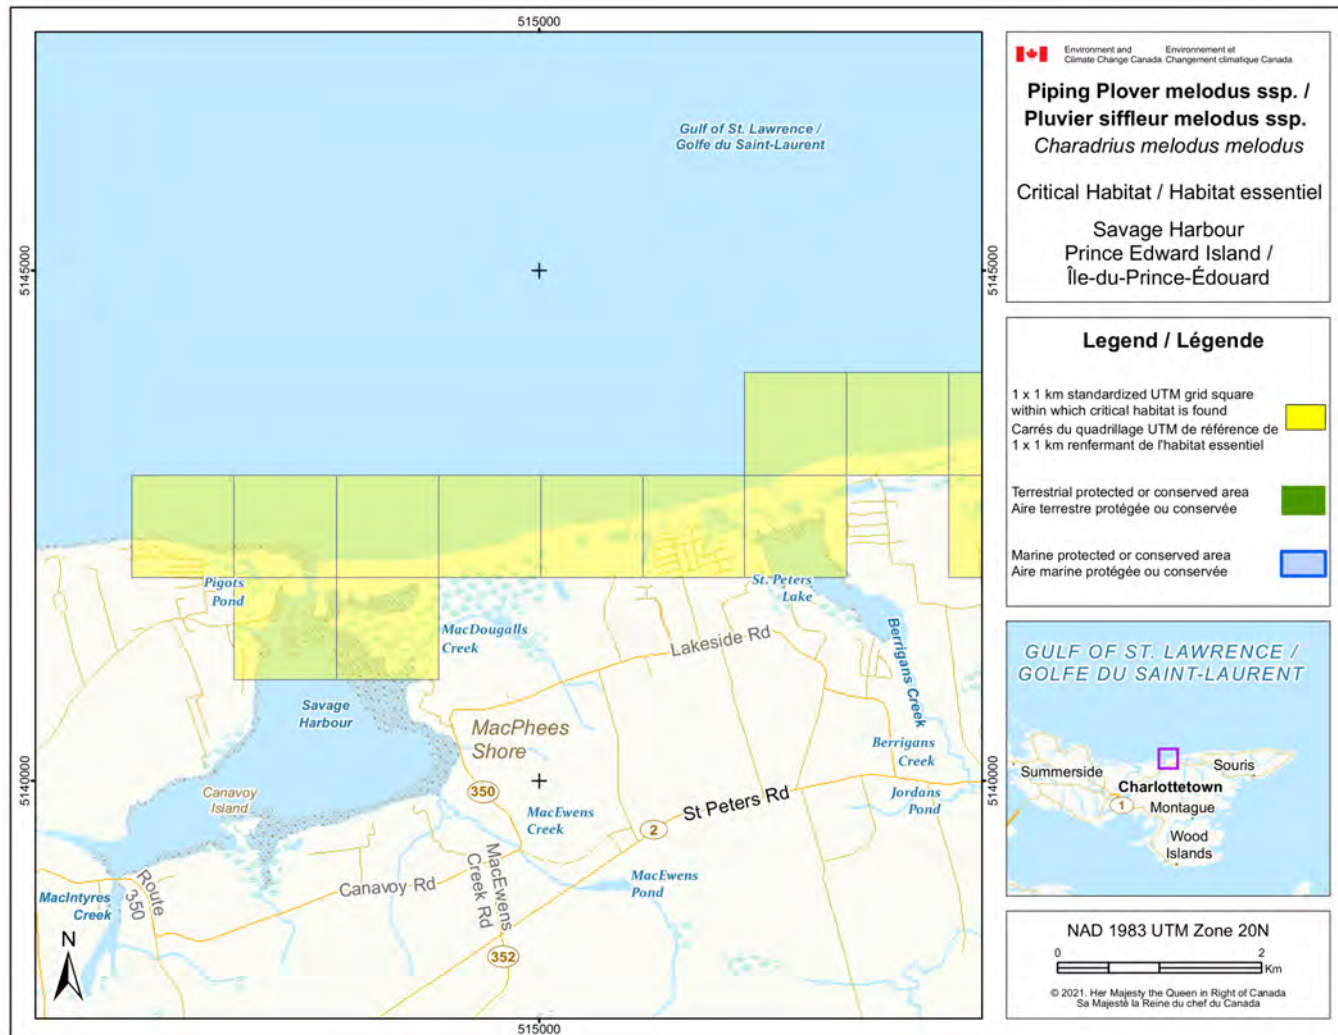 515000
5145000
5140000
Gulf of St. Lawrence /
Golfe du Saint-Laurent
5145000
5140000
Pigots
Pond
St. Peters
Lake
MacDougalls
Creek
Lakeside Rd
Berrigans Creek
Savage
Harbour
MacPhees
Shore
Berrigans
Creek
Canavoy
Island
350
MacEwens
Creek
St Peters Rd
Jordans
Pond
2
MacIntyres
Creek
Route
350
Canavoy Rd
MacEwens
Creek Rd
MacEwens
Pond
352
N
515000
Environment and
Climate Change Canada
Environnement et
Changement climatique Canada
Piping Plover melodus ssp. /
Pluvier siffleur melodus ssp.
Charadrius melodus melodus
Critical Habitat / Habitat essentiel
Savage Harbour
Prince Edward Island /
Île-du-Prince-Édouard
Legend / Légende
1 x 1 km standardized UTM grid square
within which critical habitat is found
Carrés du quadrillage UTM de référence de
1 x 1 km renfermant de l'habitat essentiel
Terrestrial protected or conserved area
Aire terrestre protégée ou conservée
Marine protected or conserved area
Aire marine protégée ou conservée
GULF OF ST. LAWRENCE /
GOLFE DU SAINT-LAURENT
Summerside
Souris
Charlottetown
1
Montague
Wood
Islands
NAD 1983 UTM Zone 20N
0 2
Km
© 2021. Her Majesty the Queen in Right of Canada
Sa Majesté la Reine du chef du Canada